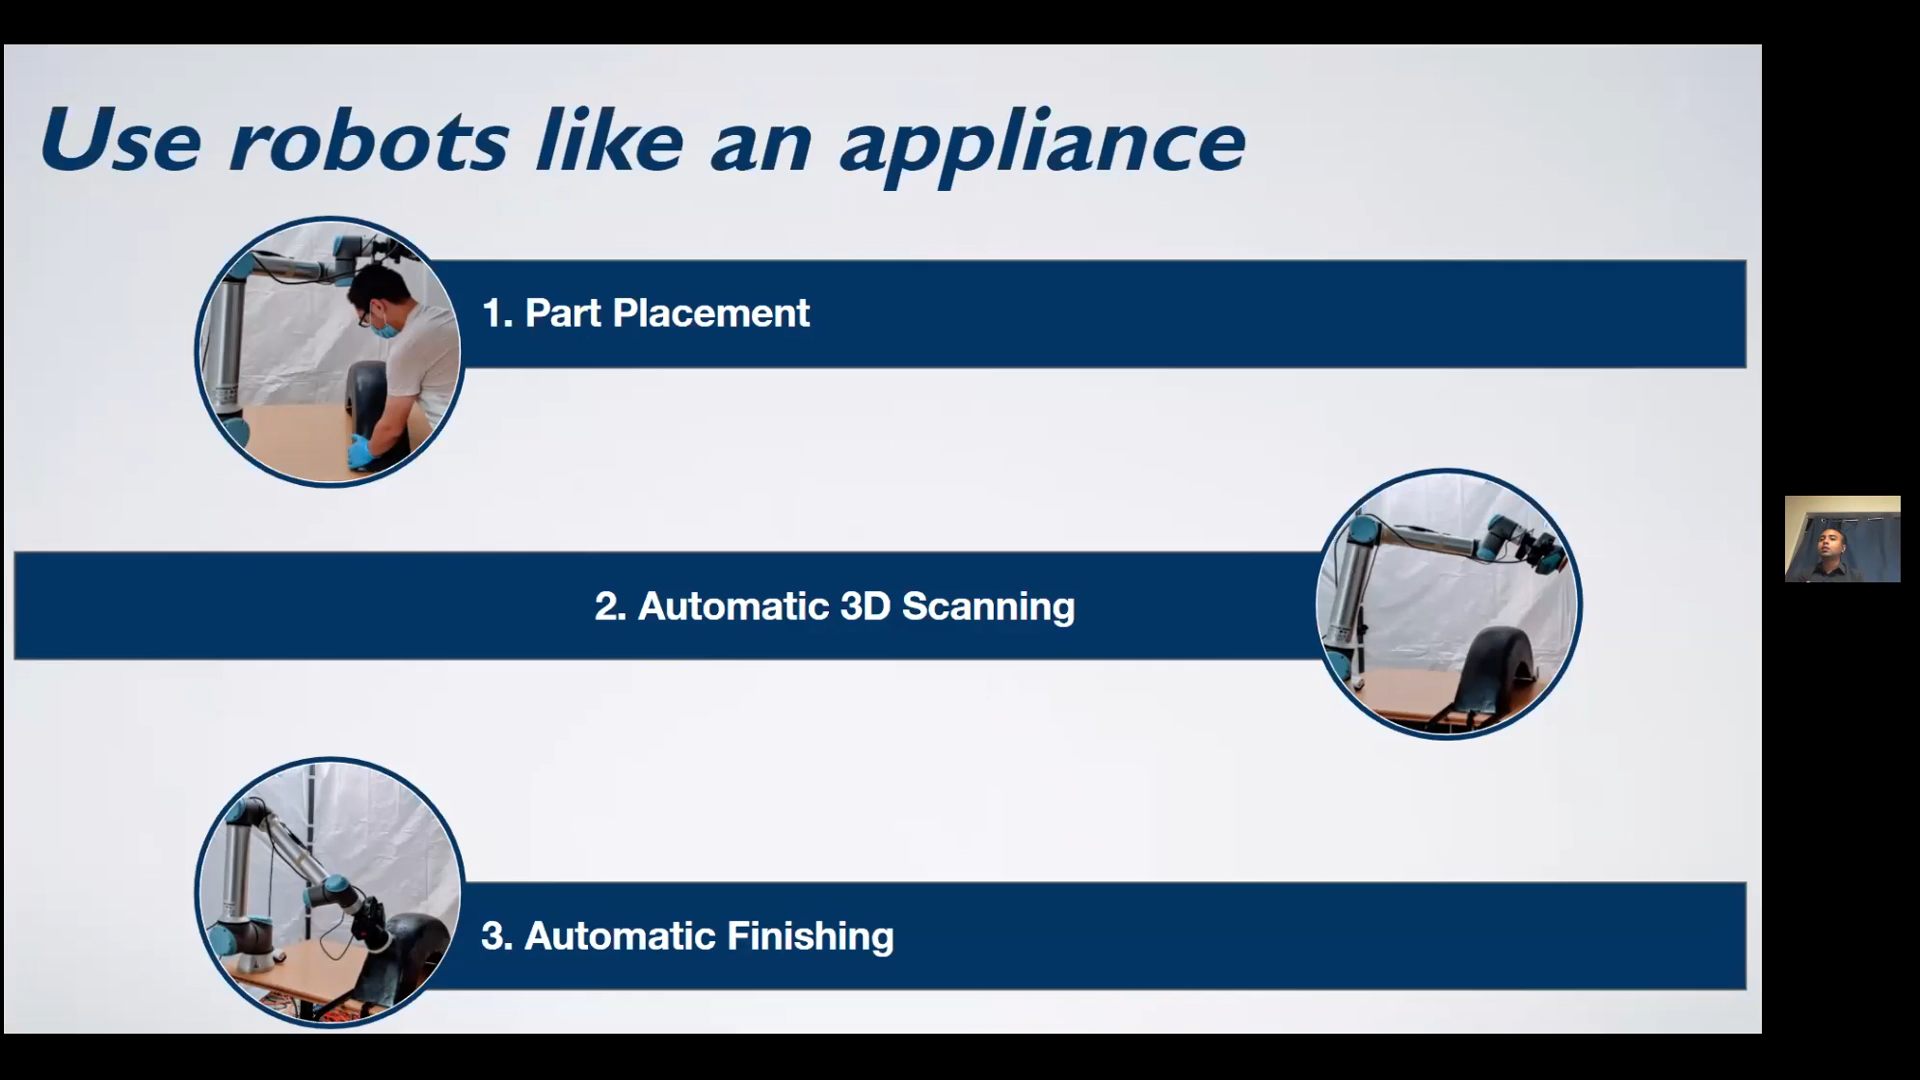 Use robots like an appliance
1. Part Placement
2. Automatic 3D Scanning
3. Automatic Finishing